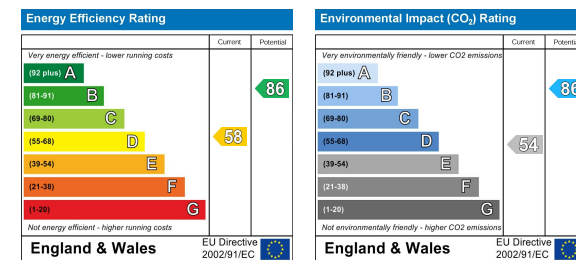 Energy Efficiency Rating
Current Potential
Very energy efficient - lower running costs
(92 plus) A
(81-91) B
86
(69-80) C
(55-68) D
58
(39-54) E
(21-38) F
(1-20) G
Not energy efficient - higher running costs
England & Wales
EU Directive
2002/91/EC
Environmental Impact (CO₂) Rating
Current Potential
Very environmentally friendly - lower CO2 emissions
(92 plus) A
(81-91) B
86
(69-80) C
(55-68) D
54
(39-54) E
(21-38) F
(1-20) G
Not environmentally friendly - higher CO2 emissions
England & Wales
EU Directive
2002/91/EC